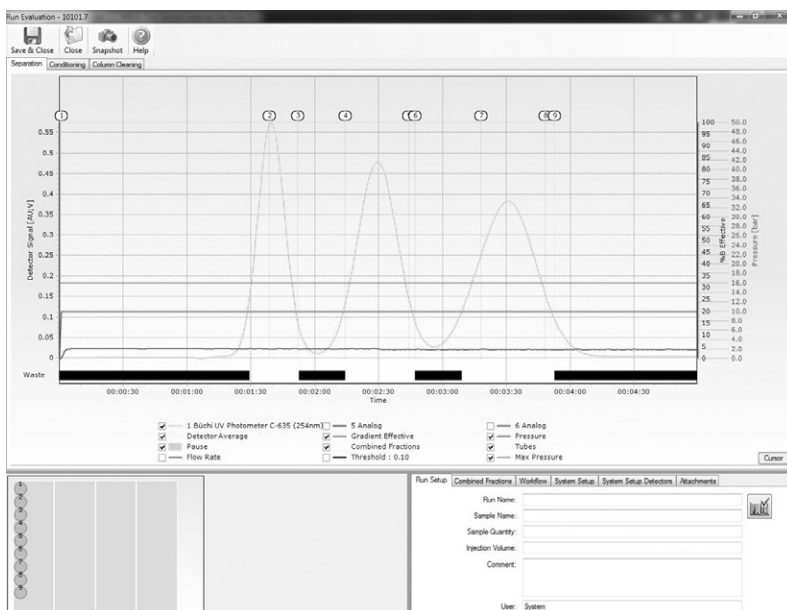 Run Evaluation - 10101.7
Save & Close Close Snapshot Help
Separation Conditioning Column Cleaning
1 2 3 4 6 7 8 9 100 50.0
0.55 95 48.0
90 46.0
0.5 44.0
85 42.0
0.45 80 40.0
75 38.0
0.4 70 36.0
34.0
0.35 65 32.0
60 30.0
0.3 55 28.0
50 26.0
0.25 45 24.0
22.0
0.2 40 20.0
35 18.0
0.15 30 16.0
25 14.0
12.0
0.1 20 10.0
15 8.0
0.05 10 6.0
4.0
5 2.0
0 0 0.0
Detector Signal [AU;V]
%B Effective
Pressure [bar]
Waste
00:00:30 00:01:00 00:01:30 00:02:00 00:02:30 00:03:00 00:03:30 00:04:00 00:04:30
Time
1 Büchi UV Photometer C-635 (254nm) 5 Analog 6 Analog
Detector Average Gradient Effective Pressure
Pause Combined Fractions Tubes
Flow Rate Threshold : 0.10 Max Pressure
Cursor
1
2
3
4
5
6
7
8
9
Run Setup Combined Fractions Workflow System Setup System Setup Detectors Attachments
Run Name:
Sample Name:
Sample Quantity:
Injection Volume:
Comment:
User: System